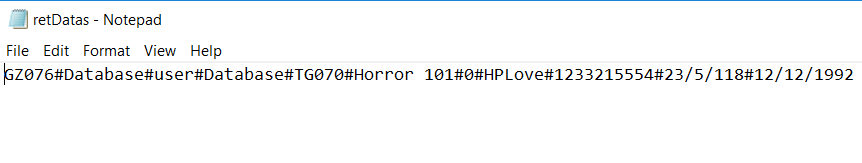 retDatas - Notepad
File Edit Format View Help
GZ076#Database#user#Database#TG070#Horror 101#0#HPLove#1233215554#23/5/118#12/12/1992